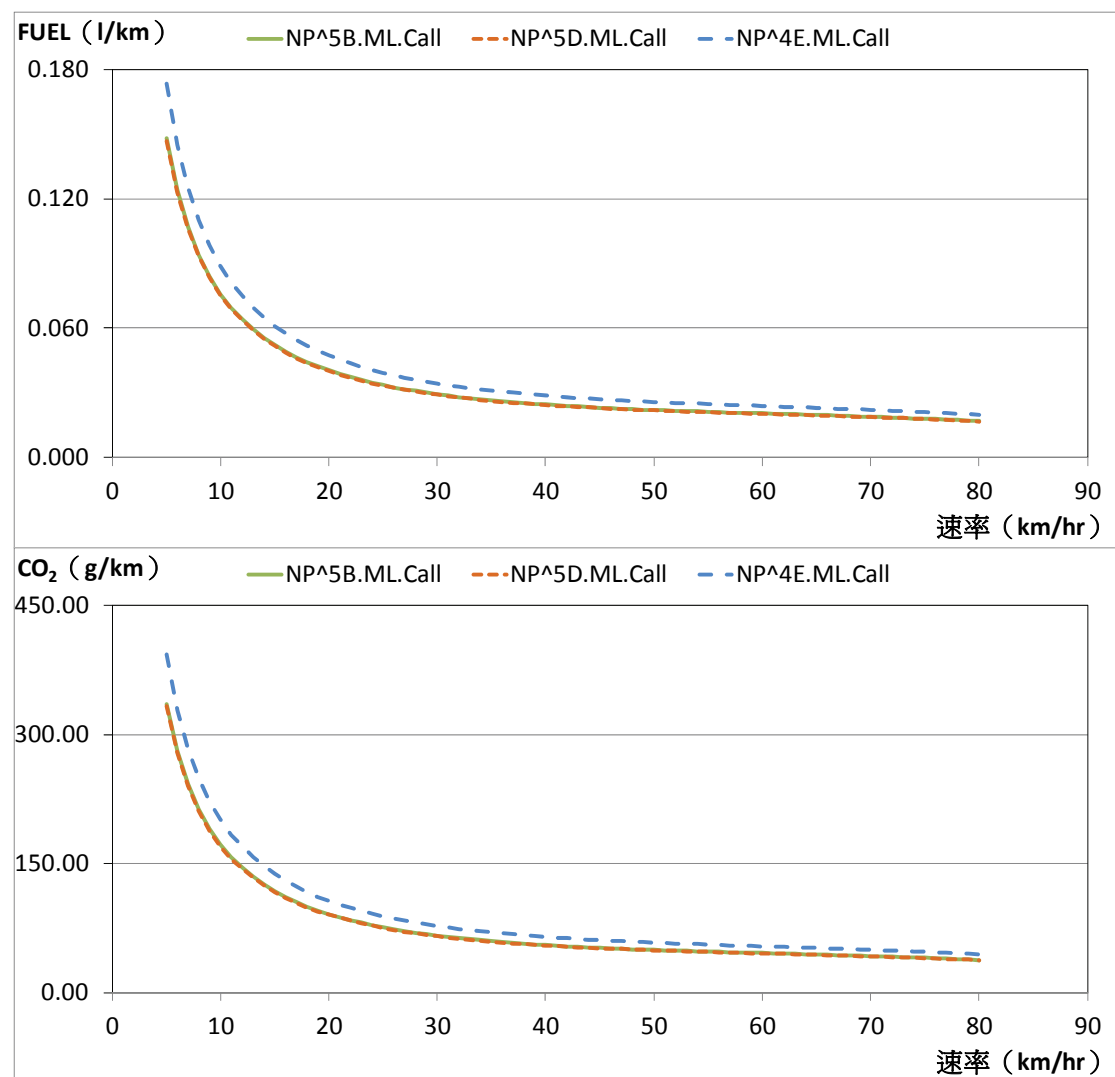 FUEL（l/km） NP^5B.ML.Call NP^5D.ML.Call NP^4E.ML.Call
0.180
0.120
0.060
0.000
0 10 20 30 40 50 60 70 80 90
速率（km/hr）
CO₂（g/km） NP^5B.ML.Call NP^5D.ML.Call NP^4E.ML.Call
450.00
300.00
150.00
0.00
0 10 20 30 40 50 60 70 80 90
速率（km/hr）